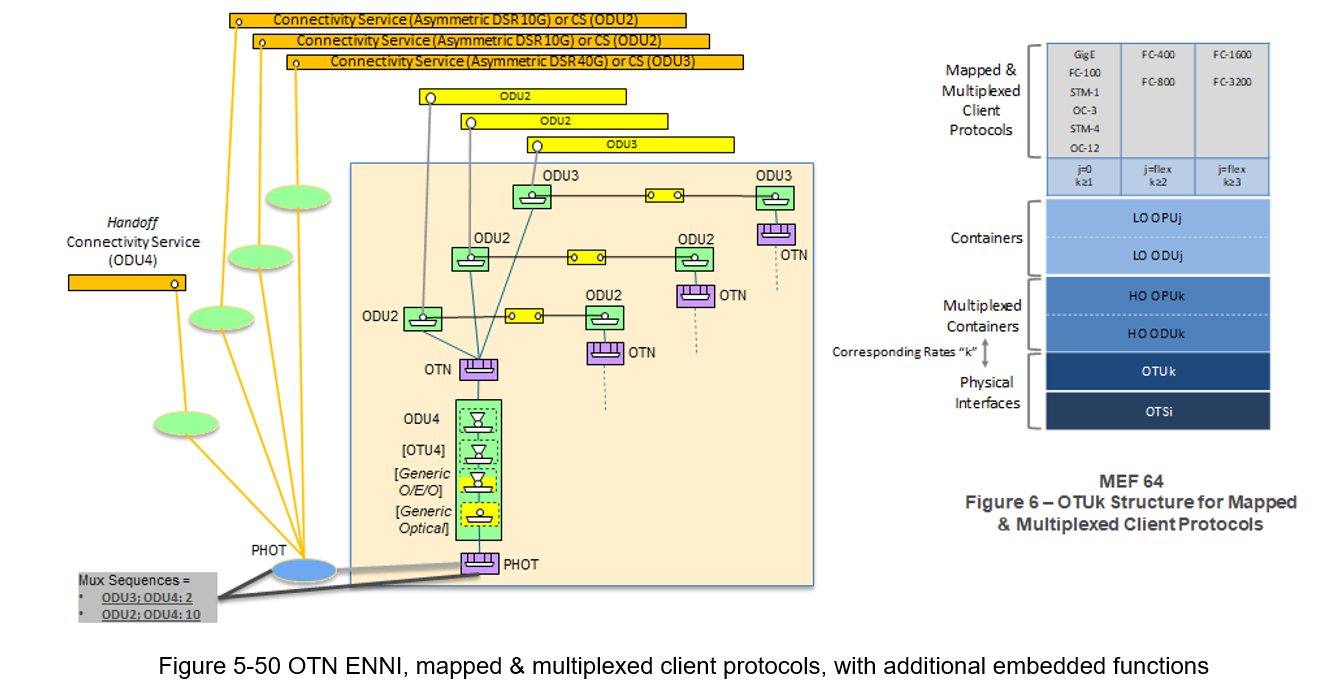 Connectivity Service (Asymmetric DSR10G) or CS (ODU2)
Connectivity Service (Asymmetric DSR10G) or CS (ODU2)
Connectivity Service (Asymmetric DSR40G) or CS (ODU3)
ODU2
ODU2
ODU3
Handoff
Connectivity Service
(ODU4)
ODU3
ODU3
OTN
ODU2
ODU2
OTN
ODU2
ODU2
OTN
OTN
ODU4
[OTU4]
[Generic
O/E/O]
[Generic
Optical]
PHOT
PHOT
Mux Sequences =
• ODU3; ODU4: 2
• ODU2; ODU4: 10
Mapped &
Multiplexed
Client
Protocols
GigE
FC-100
STM-1
OC-3
STM-4
OC-12
FC-400
FC-800
FC-1600
FC-3200
j=0
k≥1
j=flex
k≥2
j=flex
k≥3
Containers
LO OPUj
LO ODUj
Multiplexed
Containers
HO OPUk
HO ODUk
Corresponding Rates “k”
Physical
Interfaces
OTUk
OTSi
MEF 64
Figure 6 – OTUk Structure for Mapped
& Multiplexed Client Protocols
Figure 5-50 OTN ENNI, mapped & multiplexed client protocols, with additional embedded functions